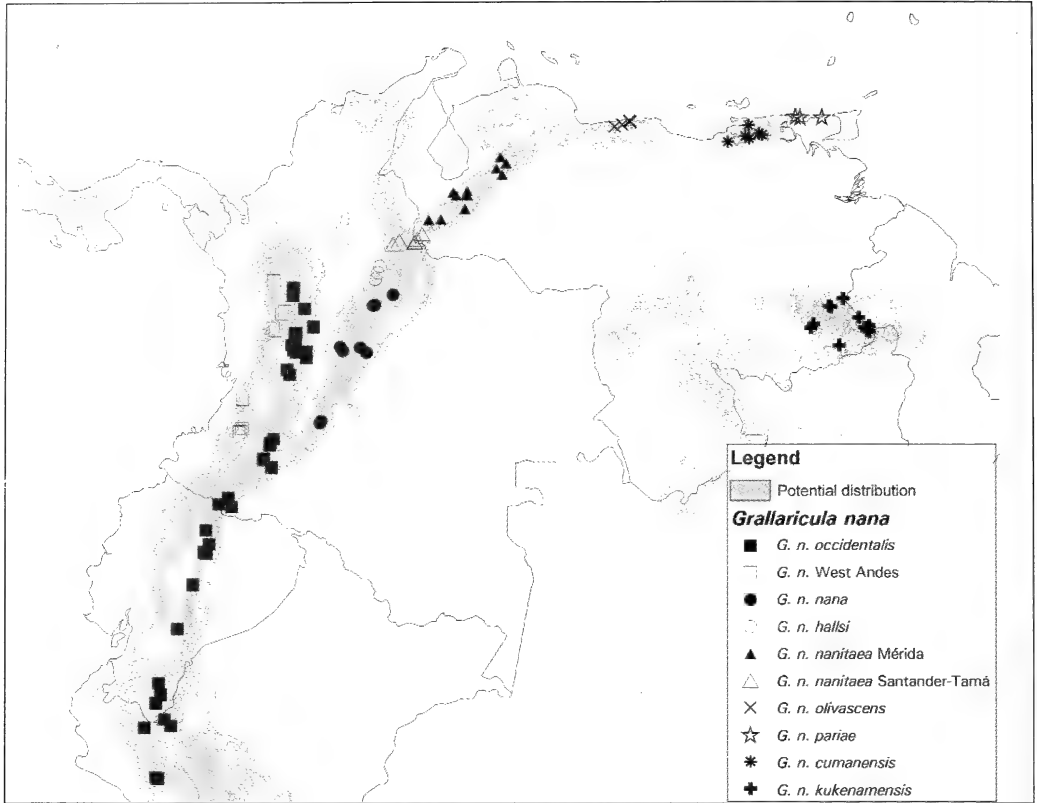 Legend
Potential distribution
Grallaricula nana
G. n. occidentalis
G. n. West Andes
G. n. nana
G. n. hallsi
G. n. nanitaea Mérida
G. n. nanitaea Santander-Tamá
G. n. olivascens
G. n. pariae
G. n. cumanensis
G. n. kukenamensis